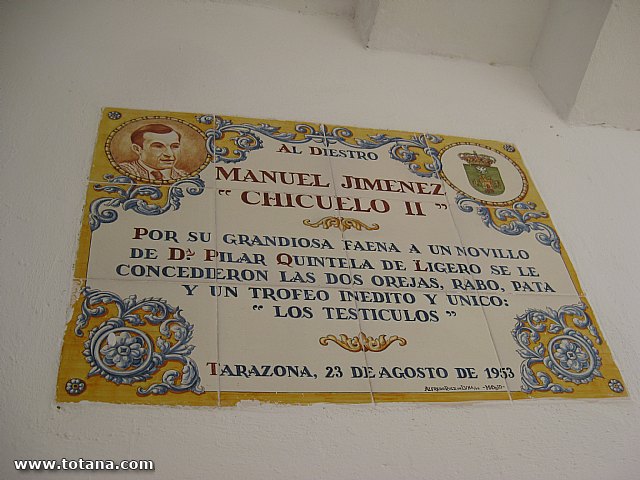 AL DIESTRO
MANUEL JIMENEZ
"CHICUELO II"
POR SU GRANDIOSA FAENA A UN NOVILLO
DE Dª PILAR QUINTELA DE LIGERO SE LE
CONCEDIERON LAS DOS OREJAS, RABO, PATA
Y UN TROFEO INEDITO Y UNICO:
"LOS TESTICULOS"
TARAZONA, 23 DE AGOSTO DE 1953
www.totana.com